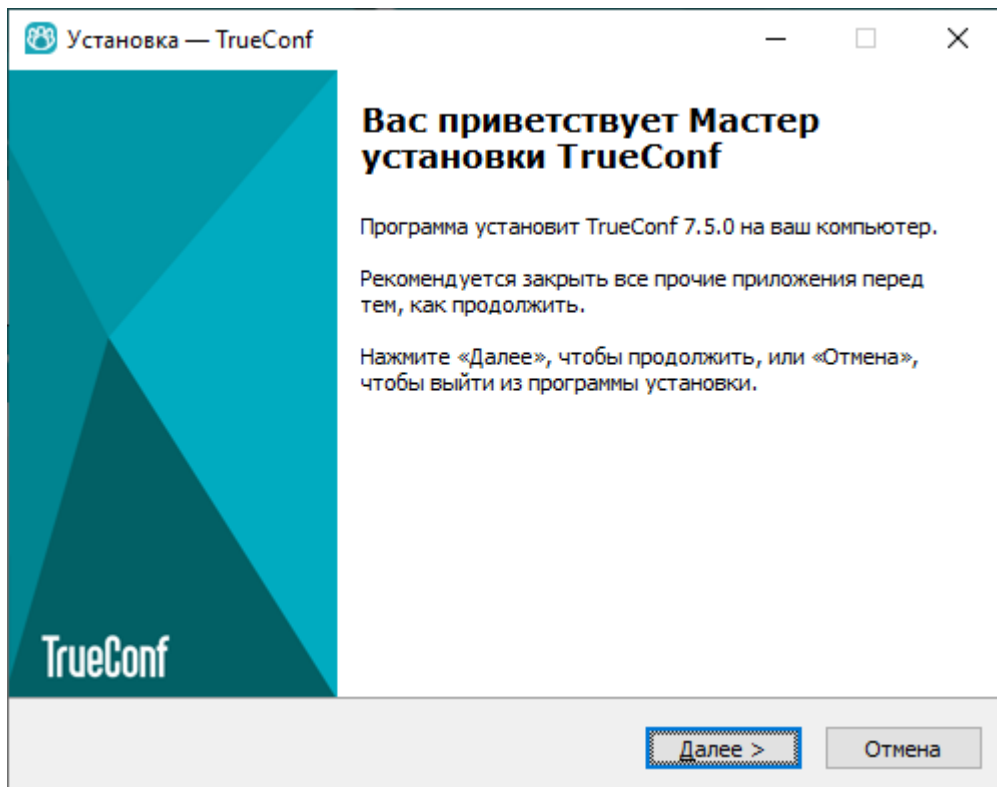 Установка — TrueConf
Вас приветствует Мастер
установки TrueConf
Программа установит TrueConf 7.5.0 на ваш компьютер.
Рекомендуется закрыть все прочие приложения перед
тем, как продолжить.
Нажмите «Далее», чтобы продолжить, или «Отмена»,
чтобы выйти из программы установки.
TrueConf
Далее >
Отмена